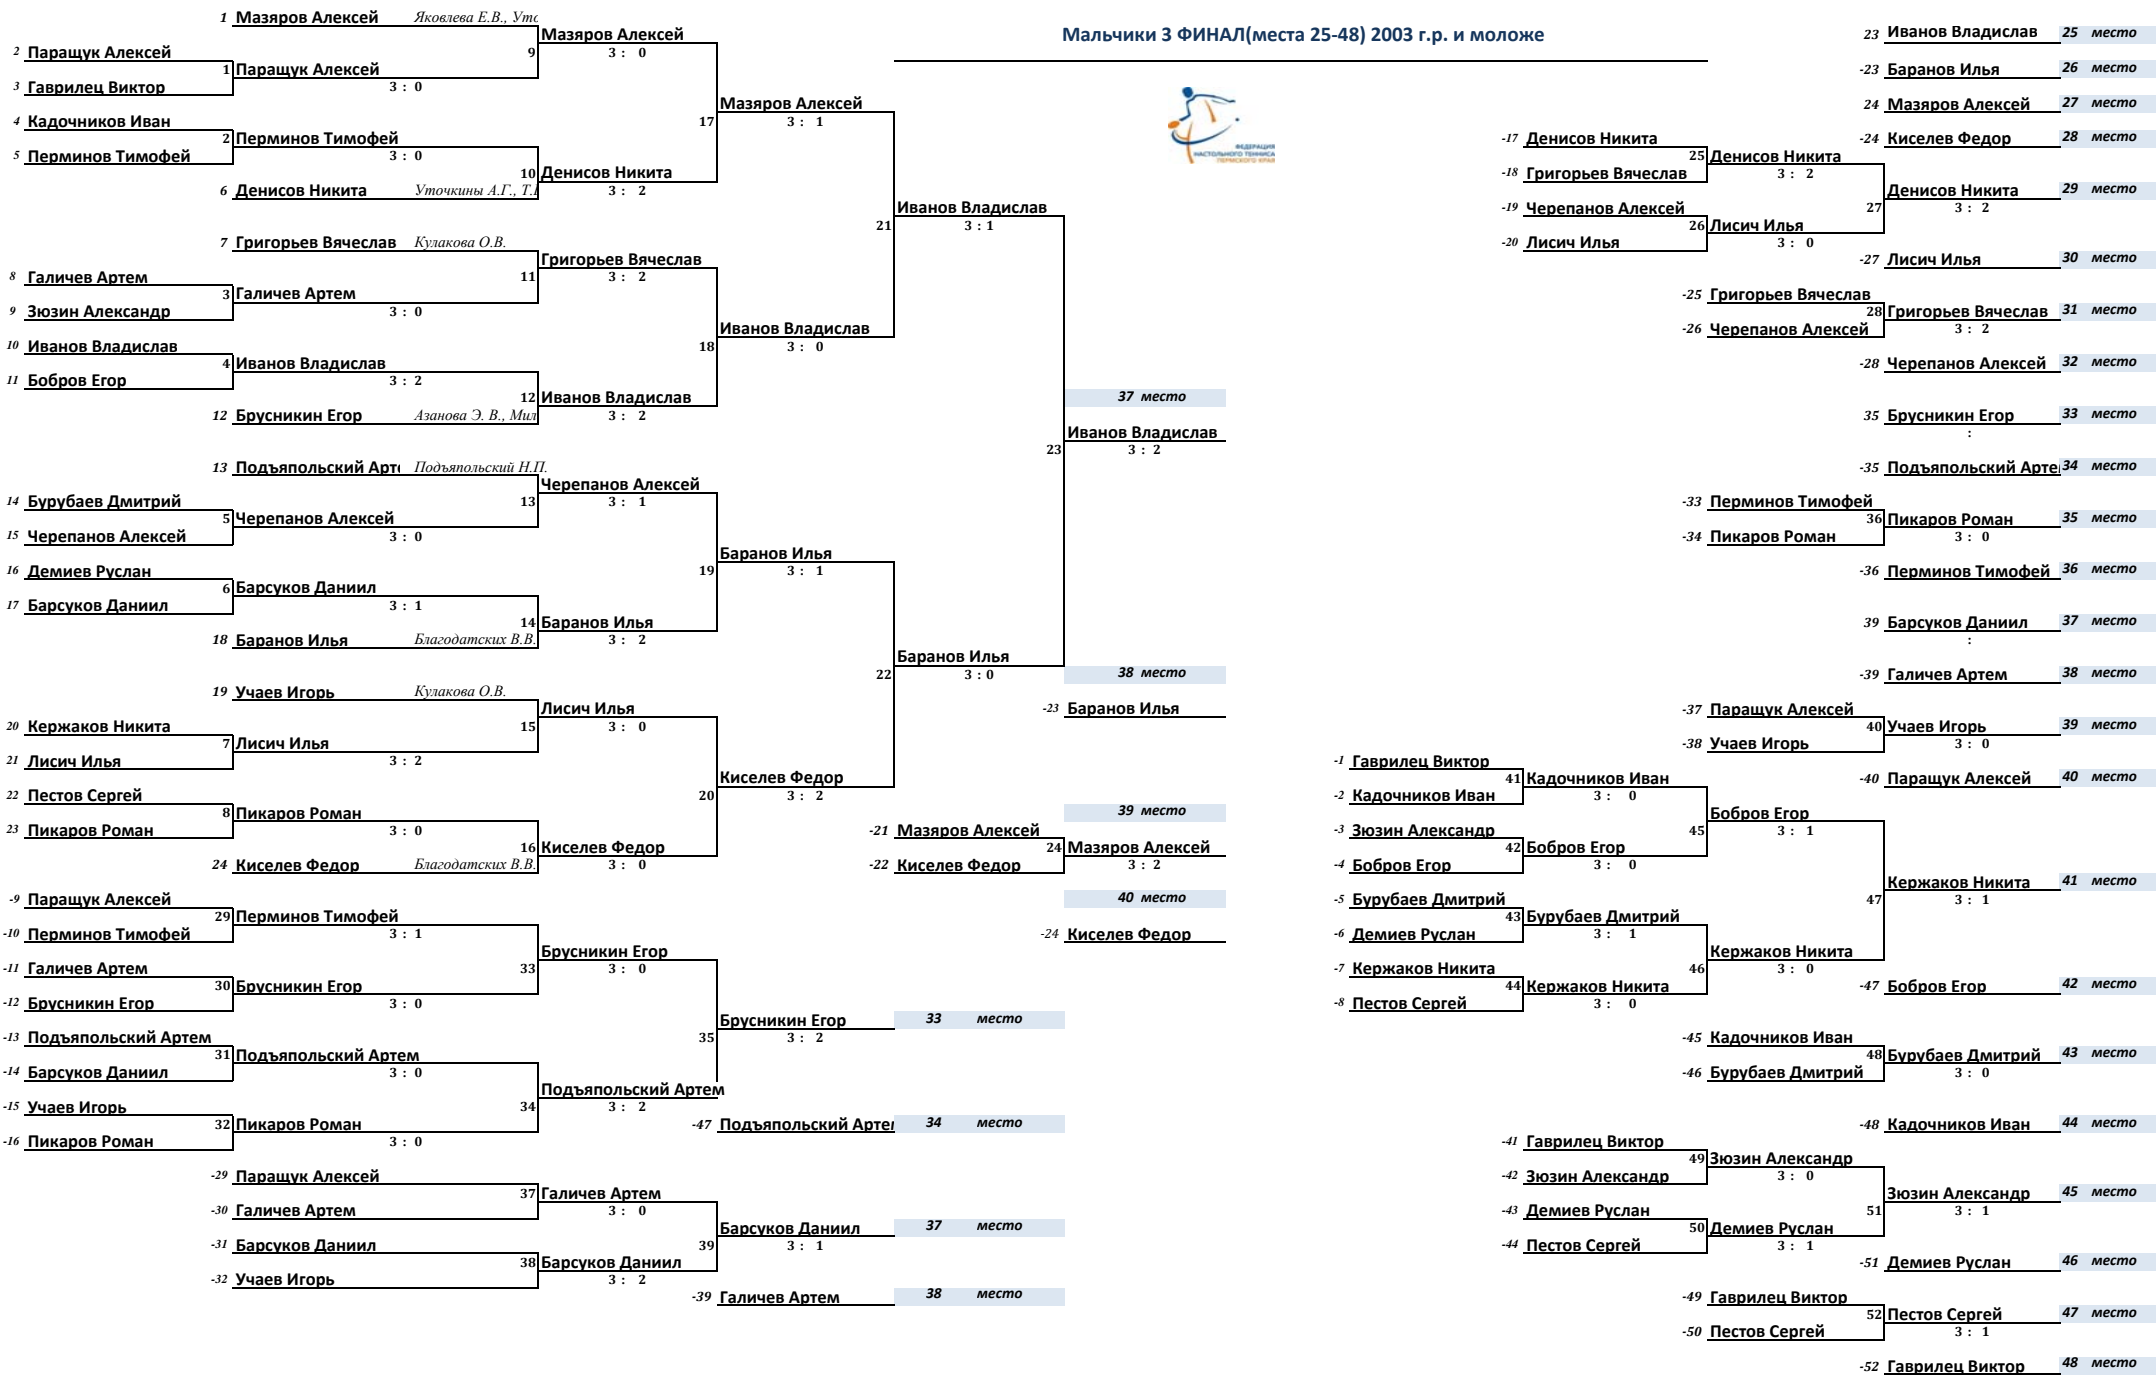 Мальчики 3 ФИНАЛ(места 25-48) 2003 г.р. и моложе
ФЕДЕРАЦИЯ
НАСТОЛЬНОГО ТЕННИСА
ПЕРМСКОГО КРАЯ
1 Мазяров Алексей Яковлева Е.В., Уто
Мазяров Алексей
2 Паращук Алексей
9 3 : 0
1 Паращук Алексей
3 Гаврилец Виктор
3 : 0
Мазяров Алексей
4 Кадочников Иван
17 3 : 1
2 Перминов Тимофей
5 Перминов Тимофей
3 : 0
10 Денисов Никита
6 Денисов Никита Уточкины А.Г., Т.
3 : 2
Иванов Владислав
21 3 : 1
7 Григорьев Вячеслав Кулакова О.В.
Григорьев Вячеслав
8 Галичев Артем
11 3 : 2
3 Галичев Артем
9 Зюзин Александр
3 : 0
Иванов Владислав
10 Иванов Владислав
18 3 : 0
4 Иванов Владислав
11 Бобров Егор
3 : 2
12 Иванов Владислав
12 Брусникин Егор Азанова Э. В., Мил
3 : 2
37 место
Иванов Владислав
23 3 : 2
13 Подъяпольский Арт Подъяпольский Н.П.
Черепанов Алексей
14 Бурубаев Дмитрий
13 3 : 1
5 Черепанов Алексей
15 Черепанов Алексей
3 : 0
Баранов Илья
16 Демиев Руслан
19 3 : 1
6 Барсуков Даниил
17 Барсуков Даниил
3 : 1
14 Баранов Илья
18 Баранов Илья Благодатских В.В.
3 : 2
Баранов Илья
22 3 : 0
38 место
-23 Баранов Илья
19 Учаев Игорь Кулакова О.В.
Лисич Илья
20 Кержаков Никита
15 3 : 0
7 Лисич Илья
21 Лисич Илья
3 : 2
Киселев Федор
22 Пестов Сергей
20 3 : 2
8 Пикаров Роман
23 Пикаров Роман
3 : 0
16 Киселев Федор
24 Киселев Федор Благодатских В.В.
3 : 0
39 место
-21 Мазяров Алексей
24 Мазяров Алексей
-22 Киселев Федор
3 : 2
40 место
-24 Киселев Федор
-9 Паращук Алексей
29 Перминов Тимофей
-10 Перминов Тимофей
3 : 1
Брусникин Егор
-11 Галичев Артем
33 3 : 0
30 Брусникин Егор
-12 Брусникин Егор
3 : 0
Брусникин Егор 33 место
-13 Подъяпольский Артем
35 3 : 2
31 Подъяпольский Артем
-14 Барсуков Даниил
3 : 0
Подъяпольский Артем
-15 Учаев Игорь
34 3 : 2
32 Пикаров Роман
-47 Подъяпольский Арте 34 место
-16 Пикаров Роман
3 : 0
-29 Паращук Алексей
37 Галичев Артем
-30 Галичев Артем
3 : 0
Барсуков Даниил 37 место
-31 Барсуков Даниил
39 3 : 1
38 Барсуков Даниил
-32 Учаев Игорь
3 : 2
-39 Галичев Артем 38 место
23 Иванов Владислав 25 место
-23 Баранов Илья 26 место
24 Мазяров Алексей 27 место
-24 Киселев Федор 28 место
-17 Денисов Никита
25 Денисов Никита
-18 Григорьев Вячеслав
3 : 2
Денисов Никита 29 место
-19 Черепанов Алексей
27 3 : 2
26 Лисич Илья
-20 Лисич Илья
3 : 0
-27 Лисич Илья 30 место
-25 Григорьев Вячеслав
28 Григорьев Вячеслав 31 место
-26 Черепанов Алексей
3 : 2
-28 Черепанов Алексей 32 место
35 Брусникин Егор 33 место
:
-35 Подъяпольский Арте 34 место
-33 Перминов Тимофей
36 Пикаров Роман 35 место
-34 Пикаров Роман
3 : 0
-36 Перминов Тимофей 36 место
39 Барсуков Даниил 37 место
:
-39 Галичев Артем 38 место
-37 Паращук Алексей
40 Учаев Игорь 39 место
-38 Учаев Игорь
3 : 0
-40 Паращук Алексей 40 место
-1 Гаврилец Виктор
41 Кадочников Иван
-2 Кадочников Иван
3 : 0
Бобров Егор
-3 Зюзин Александр
45 3 : 1
42 Бобров Егор
-4 Бобров Егор
3 : 0
Кержаков Никита 41 место
-5 Бурубаев Дмитрий
47 3 : 1
43 Бурубаев Дмитрий
-6 Демиев Руслан
3 : 1
Кержаков Никита
-7 Кержаков Никита
46 3 : 0
44 Кержаков Никита
-8 Пестов Сергей
3 : 0
-47 Бобров Егор 42 место
-45 Кадочников Иван
48 Бурубаев Дмитрий 43 место
-46 Бурубаев Дмитрий
3 : 0
-48 Кадочников Иван 44 место
-41 Гаврилец Виктор
49 Зюзин Александр
-42 Зюзин Александр
3 : 0
Зюзин Александр 45 место
-43 Демиев Руслан
51 3 : 1
50 Демиев Руслан
-44 Пестов Сергей
3 : 1
-51 Демиев Руслан 46 место
-49 Гаврилец Виктор
52 Пестов Сергей 47 место
-50 Пестов Сергей
3 : 1
-52 Гаврилец Виктор 48 место